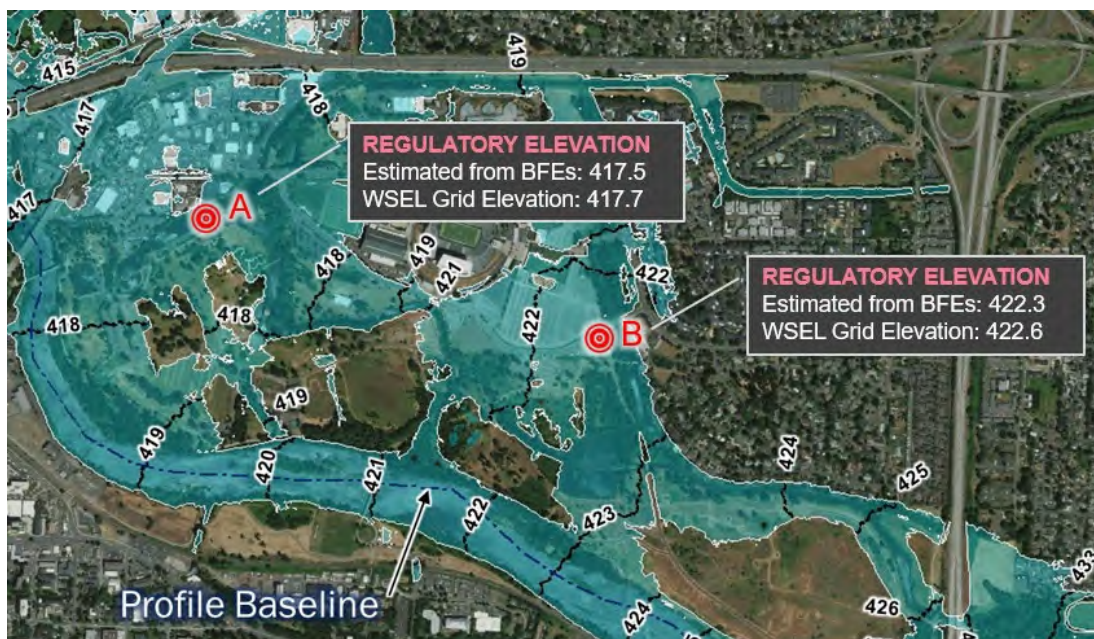 419
415
418
417
REGULATORY ELEVATION
Estimated from BFEs: 417.5
WSEL Grid Elevation: 417.7
A
417
419
418
421
422
REGULATORY ELEVATION
Estimated from BFEs: 422.3
WSEL Grid Elevation: 422.6
418
418
422
B
419
419
420
421
422
423
424
425
Profile Baseline
424
426
433